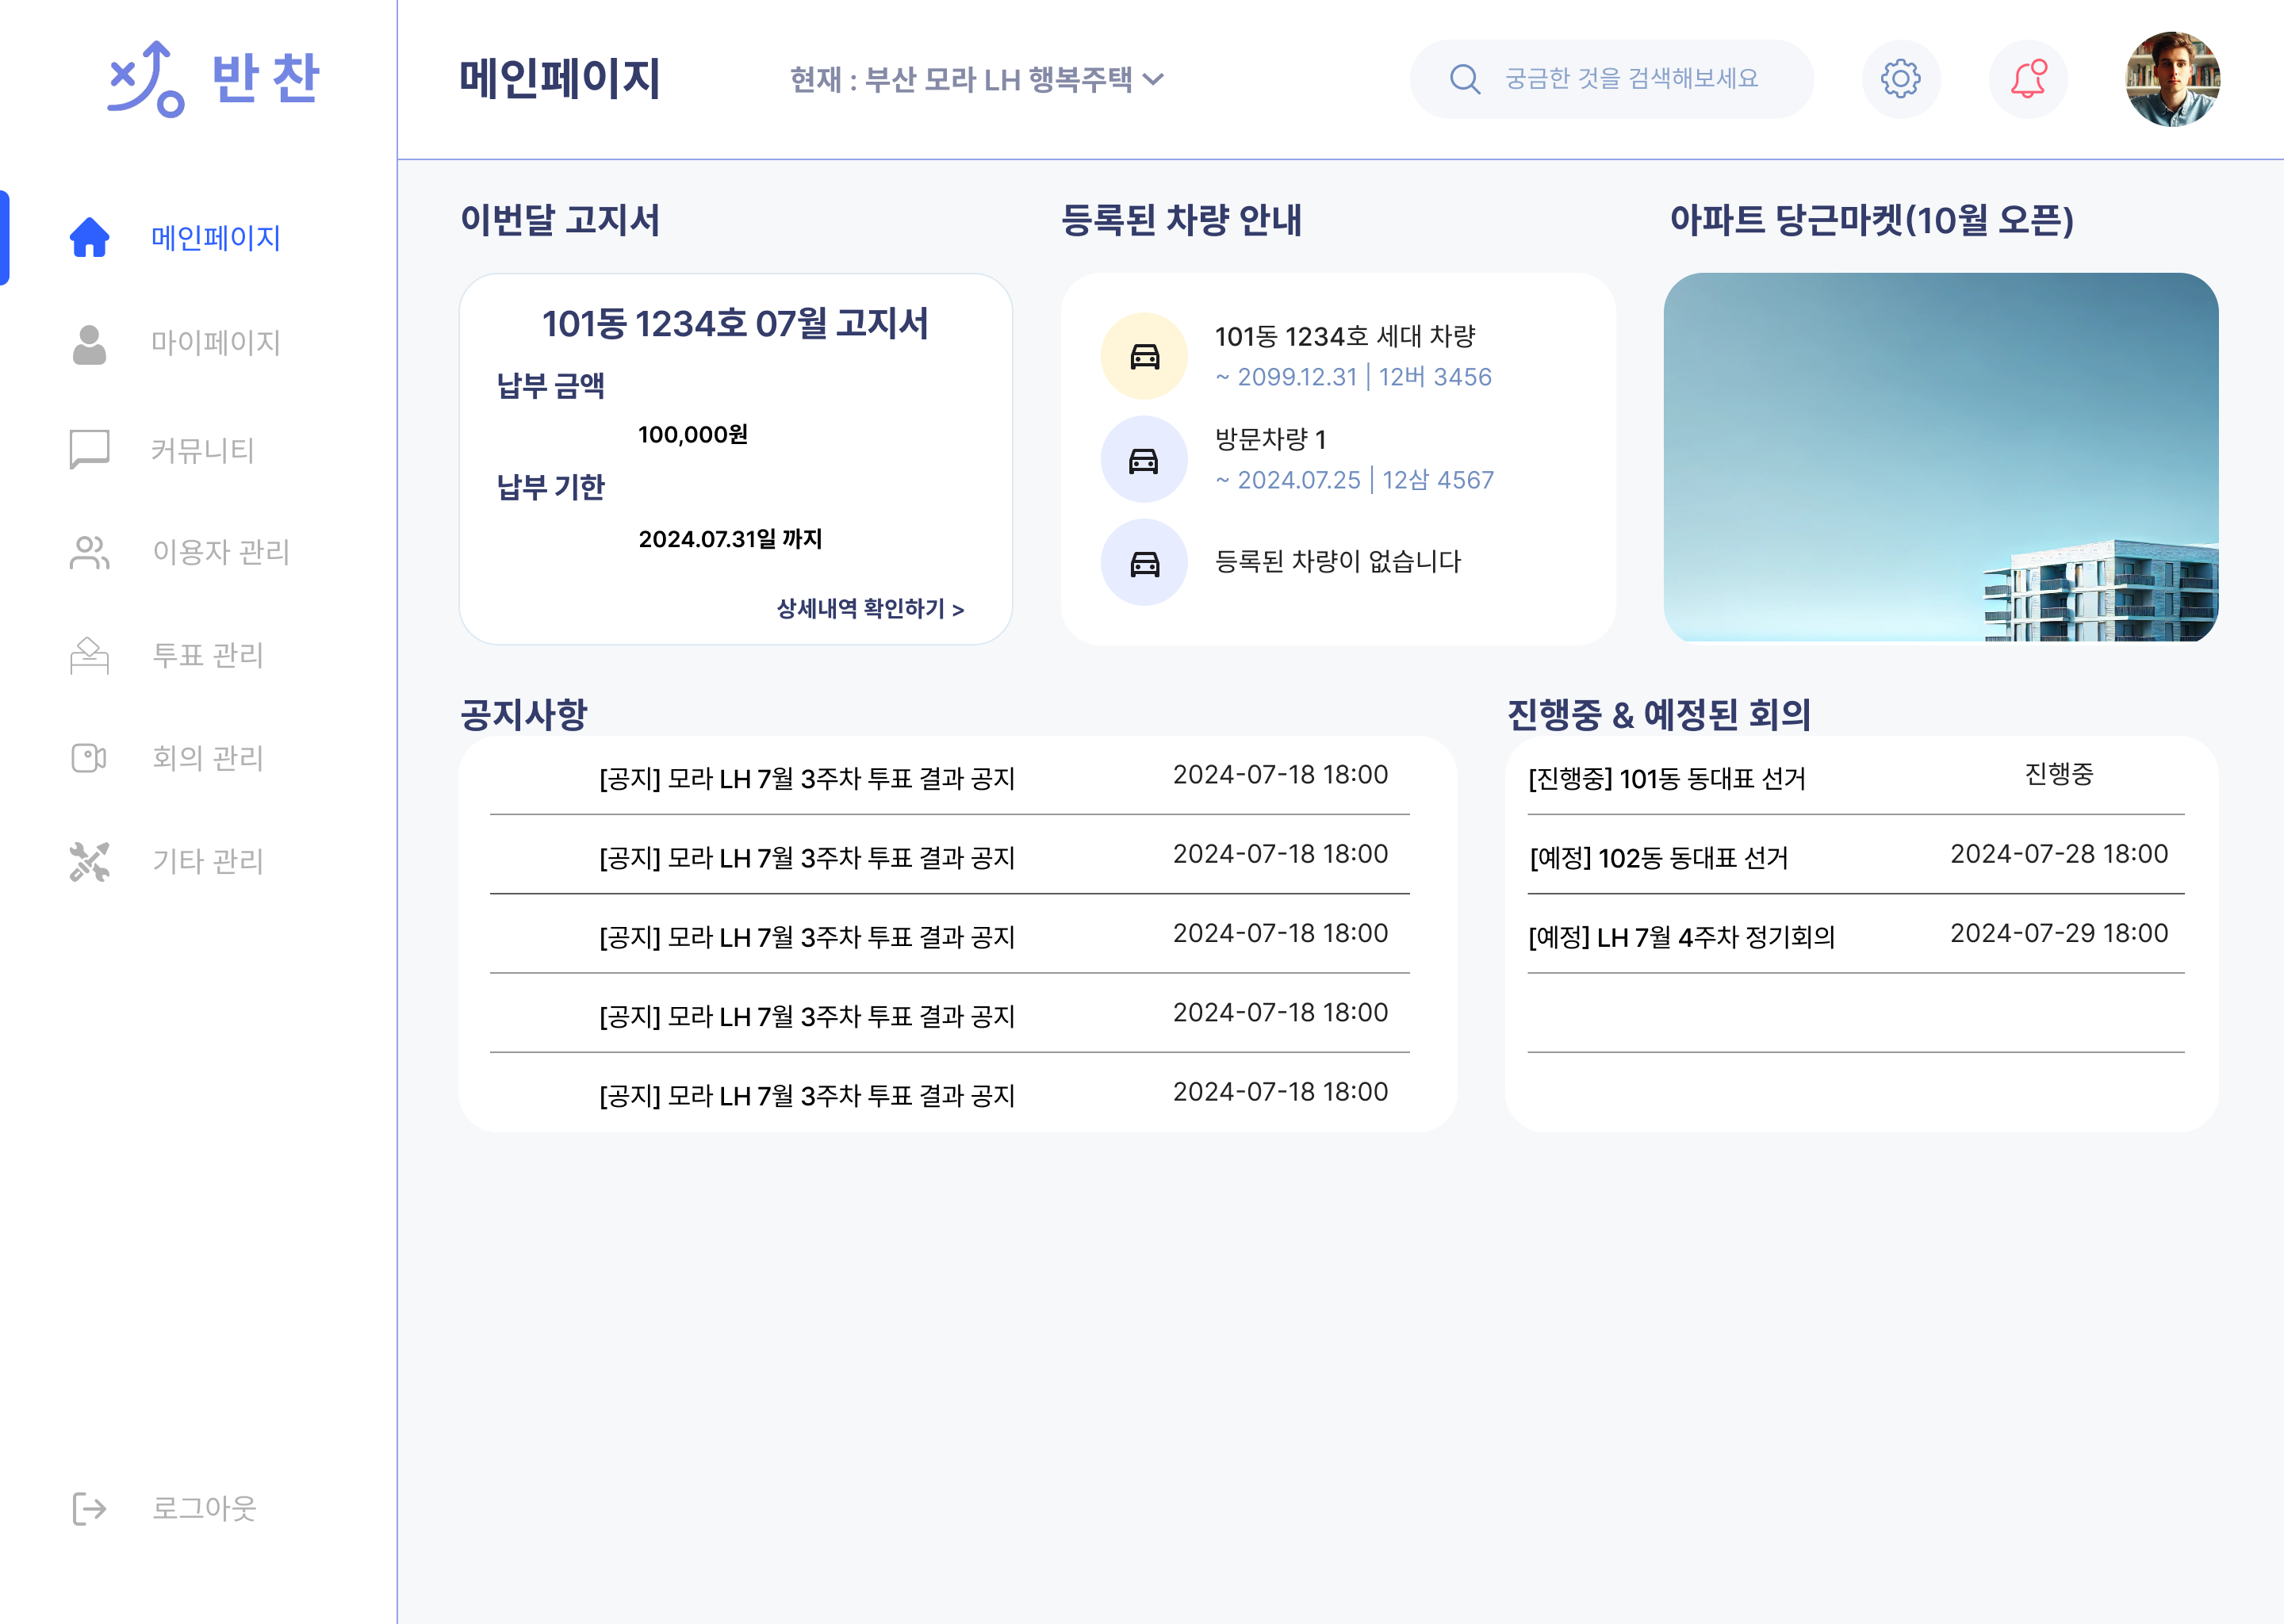 반찬
메인페이지
현재 : 부산 모라 LH 행복주택
궁금한 것을 검색해보세요
메인페이지
마이페이지
커뮤니티
이용자 관리
투표 관리
회의 관리
기타 관리
로그아웃
이번달 고지서
101동 1234호 07월 고지서
납부 금액
100,000원
납부 기한
2024.07.31일 까지
상세내역 확인하기 >
등록된 차량 안내
101동 1234호 세대 차량
~ 2099.12.31 | 12버 3456
방문차량 1
~ 2024.07.25 | 12삼 4567
등록된 차량이 없습니다
아파트 당근마켓(10월 오픈)
공지사항
[공지] 모라 LH 7월 3주차 투표 결과 공지 2024-07-18 18:00
[공지] 모라 LH 7월 3주차 투표 결과 공지 2024-07-18 18:00
[공지] 모라 LH 7월 3주차 투표 결과 공지 2024-07-18 18:00
[공지] 모라 LH 7월 3주차 투표 결과 공지 2024-07-18 18:00
[공지] 모라 LH 7월 3주차 투표 결과 공지 2024-07-18 18:00
진행중 & 예정된 회의
[진행중] 101동 동대표 선거 진행중
[예정] 102동 동대표 선거 2024-07-28 18:00
[예정] LH 7월 4주차 정기회의 2024-07-29 18:00